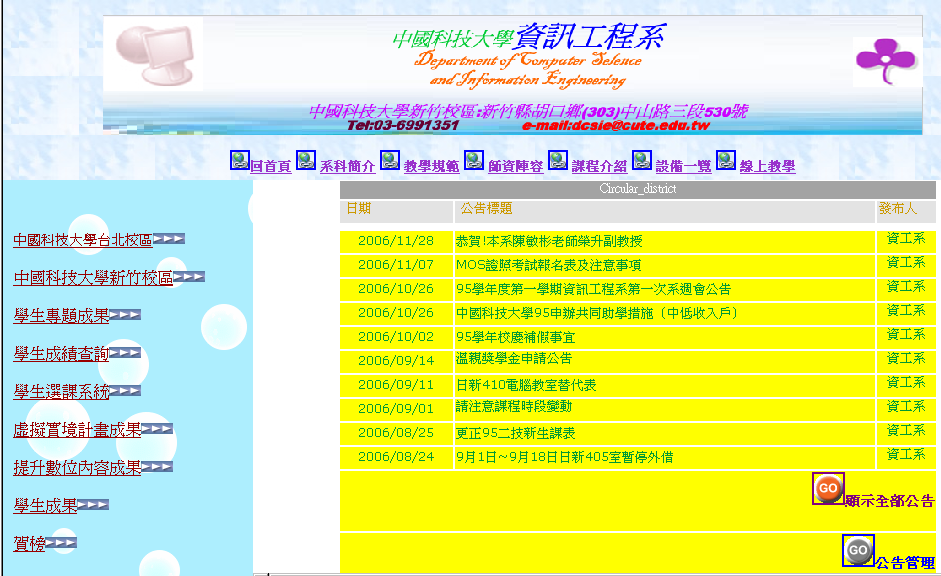 中國科技大學資訊工程系
Department of Computer Science
and Information Engineering
中國科技大學新竹校區:新竹縣胡口鄉(303)中山路三段530號
Tel:03-6991351 e-mail:dcsie@cute.edu.tw
回首頁 系科簡介 教學規範 師資陣容 課程介紹 設備一覽 線上教學
Circular_district
日期 公告標題 發布人
2006/11/28 恭賀!本系陳敏彬老師榮升副教授 資工系
2006/11/07 MOS證照考試報名表及注意事項 資工系
2006/10/26 95學年度第一學期資訊工程系第一次系週會公告 資工系
2006/10/26 中國科技大學95申辦共同助學措施〔中低收入戶〕 資工系
2006/10/02 95學年校慶補假事宜 資工系
2006/09/14 溫親獎學金申請公告 資工系
2006/09/11 日新410電腦教室替代表 資工系
2006/09/01 請注意課程時段變動 資工系
2006/08/25 更正95二技新生課表 資工系
2006/08/24 9月1日~9月18日日新405室暫停外借 資工系
GO 顯示全部公告
GO 公告管理
中國科技大學台北校區
中國科技大學新竹校區
學生專題成果
學生成績查詢
學生選課系統
虛擬實境計畫成果
提升數位內容成果
學生成果
賀榜